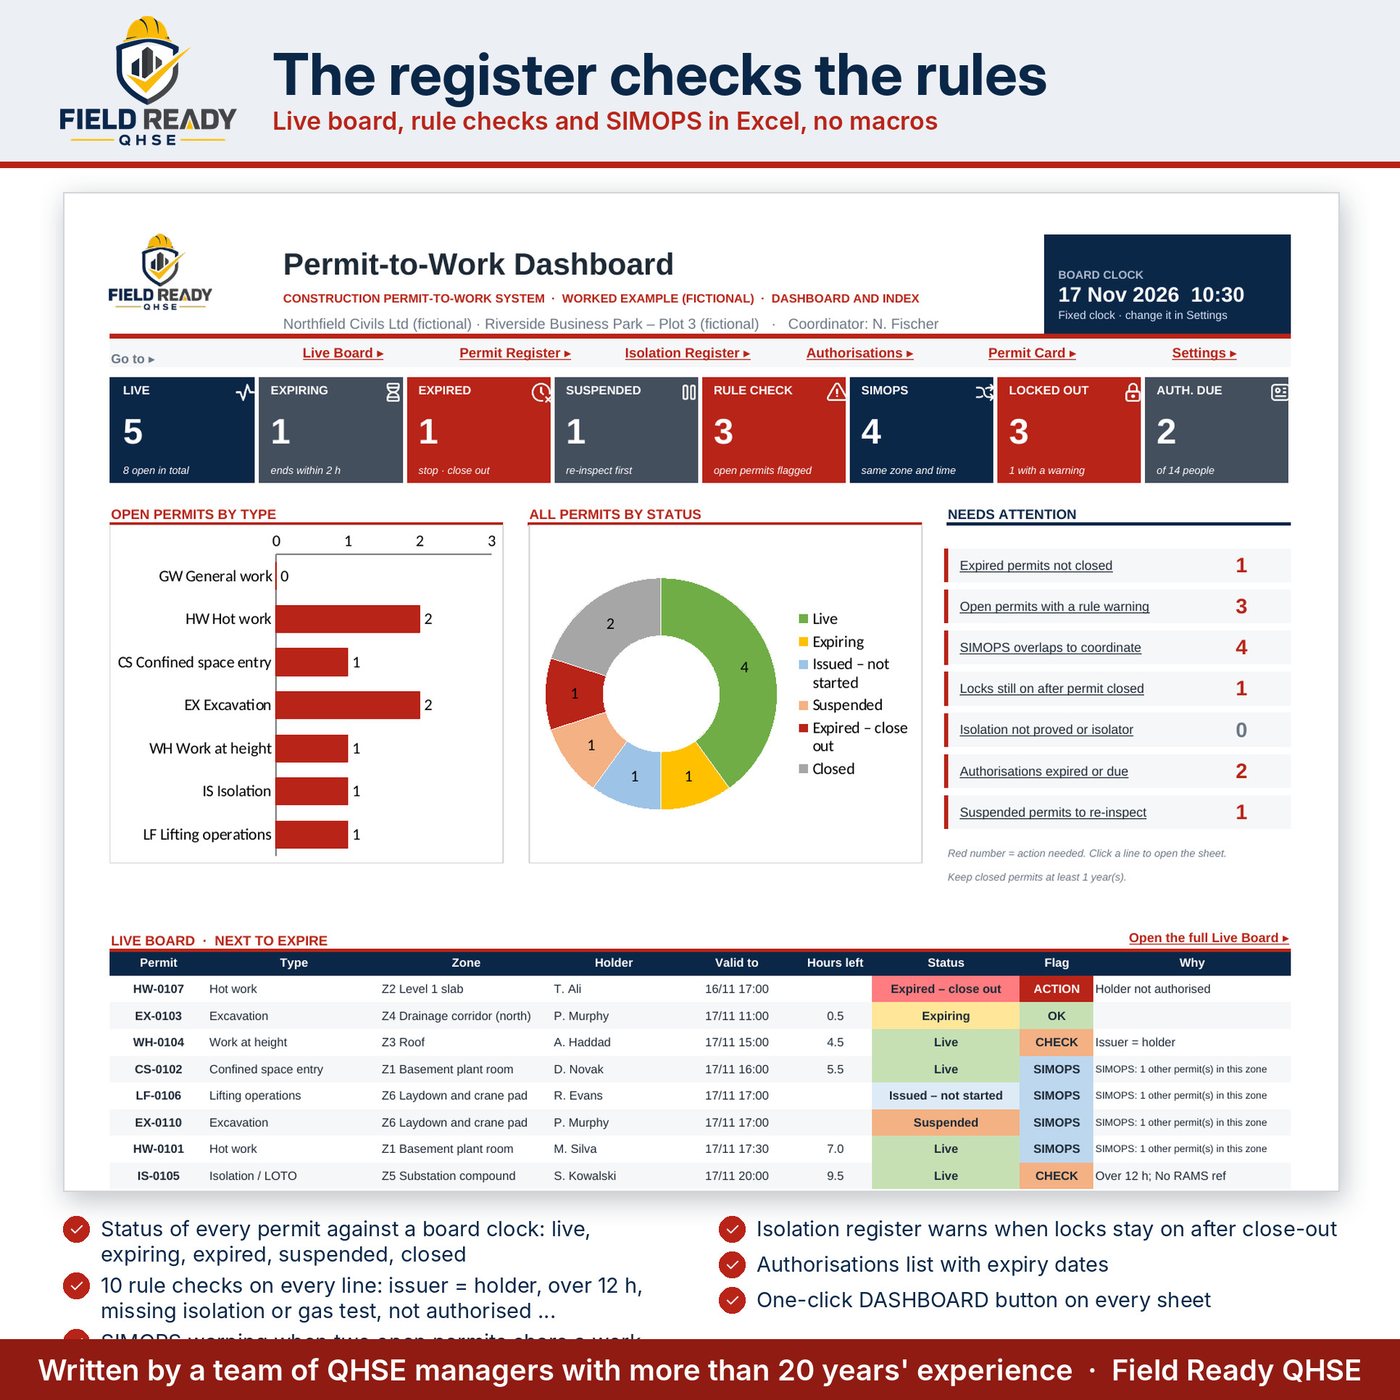 FIELD READY
QHSE
The register checks the rules
Live board, rule checks and SIMOPS in Excel, no macros
FIELD READY
QHSE
Permit-to-Work Dashboard
CONSTRUCTION PERMIT-TO-WORK SYSTEM · WORKED EXAMPLE (FICTIONAL) · DASHBOARD AND INDEX
Northfield Civils Ltd (fictional) · Riverside Business Park – Plot 3 (fictional) · Coordinator: N. Fischer
BOARD CLOCK
17 Nov 2026 10:30
Fixed clock · change it in Settings
Go to ▸ Live Board ▸ Permit Register ▸ Isolation Register ▸ Authorisations ▸ Permit Card ▸ Settings ▸
LIVE
5
8 open in total
EXPIRING
1
ends within 2 h
EXPIRED
1
stop · close out
SUSPENDED
1
re-inspect first
RULE CHECK
3
open permits flagged
SIMOPS
4
same zone and time
LOCKED OUT
3
1 with a warning
AUTH. DUE
2
of 14 people
OPEN PERMITS BY TYPE
0 1 2 3
GW General work 0
HW Hot work 2
CS Confined space entry 1
EX Excavation 2
WH Work at height 1
IS Isolation 1
LF Lifting operations 1
ALL PERMITS BY STATUS
2
4
1
1
1
1
Live
Expiring
Issued – not
started
Suspended
Expired – close
out
Closed
NEEDS ATTENTION
Expired permits not closed 1
Open permits with a rule warning 3
SIMOPS overlaps to coordinate 4
Locks still on after permit closed 1
Isolation not proved or isolator 0
Authorisations expired or due 2
Suspended permits to re-inspect 1
Red number = action needed. Click a line to open the sheet.
Keep closed permits at least 1 year(s).
LIVE BOARD · NEXT TO EXPIRE
Open the full Live Board ▸
Permit Type Zone Holder Valid to Hours left Status Flag Why
HW-0107 Hot work Z2 Level 1 slab T. Ali 16/11 17:00 Expired – close out ACTION Holder not authorised
EX-0103 Excavation Z4 Drainage corridor (north) P. Murphy 17/11 11:00 0.5 Expiring OK
WH-0104 Work at height Z3 Roof A. Haddad 17/11 15:00 4.5 Live CHECK Issuer = holder
CS-0102 Confined space entry Z1 Basement plant room D. Novak 17/11 16:00 5.5 Live SIMOPS SIMOPS: 1 other permit(s) in this zone
LF-0106 Lifting operations Z6 Laydown and crane pad R. Evans 17/11 17:00 Issued – not started SIMOPS SIMOPS: 1 other permit(s) in this zone
EX-0110 Excavation Z6 Laydown and crane pad P. Murphy 17/11 17:00 Suspended SIMOPS SIMOPS: 1 other permit(s) in this zone
HW-0101 Hot work Z1 Basement plant room M. Silva 17/11 17:30 7.0 Live SIMOPS SIMOPS: 1 other permit(s) in this zone
IS-0105 Isolation / LOTO Z5 Substation compound S. Kowalski 17/11 20:00 9.5 Live CHECK Over 12 h; No RAMS ref
Status of every permit against a board clock: live,
expiring, expired, suspended, closed
10 rule checks on every line: issuer = holder, over 12 h,
missing isolation or gas test, not authorised ...
SIMOPS warning when two open permits share a work
Isolation register warns when locks stay on after close-out
Authorisations list with expiry dates
One-click DASHBOARD button on every sheet
Written by a team of QHSE managers with more than 20 years' experience · Field Ready QHSE